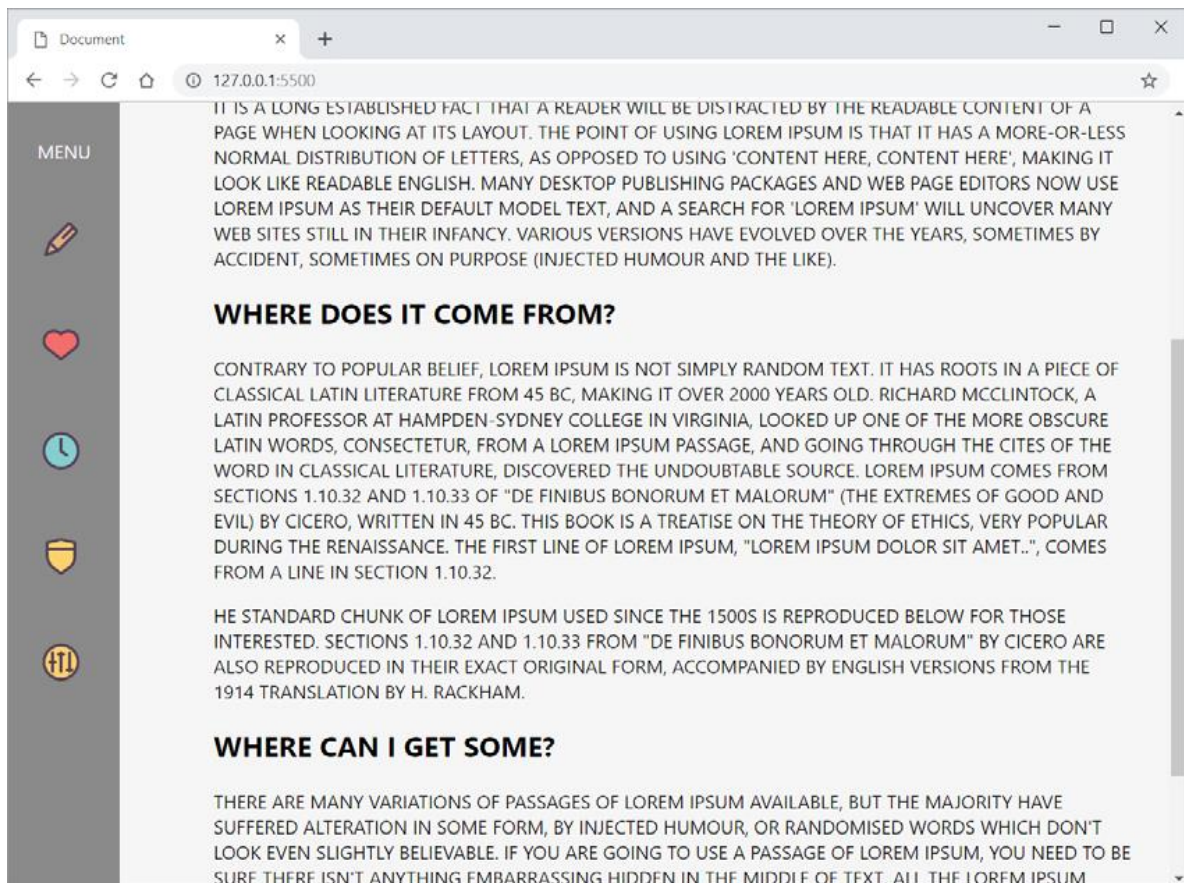 Document
127.0.0.1:5500
MENU
IT IS A LONG ESTABLISHED FACT THAT A READER WILL BE DISTRACTED BY THE READABLE CONTENT OF A
PAGE WHEN LOOKING AT ITS LAYOUT. THE POINT OF USING LOREM IPSUM IS THAT IT HAS A MORE-OR-LESS
NORMAL DISTRIBUTION OF LETTERS, AS OPPOSED TO USING 'CONTENT HERE, CONTENT HERE', MAKING IT
LOOK LIKE READABLE ENGLISH. MANY DESKTOP PUBLISHING PACKAGES AND WEB PAGE EDITORS NOW USE
LOREM IPSUM AS THEIR DEFAULT MODEL TEXT, AND A SEARCH FOR 'LOREM IPSUM' WILL UNCOVER MANY
WEB SITES STILL IN THEIR INFANCY. VARIOUS VERSIONS HAVE EVOLVED OVER THE YEARS, SOMETIMES BY
ACCIDENT, SOMETIMES ON PURPOSE (INJECTED HUMOUR AND THE LIKE).
WHERE DOES IT COME FROM?
CONTRARY TO POPULAR BELIEF, LOREM IPSUM IS NOT SIMPLY RANDOM TEXT. IT HAS ROOTS IN A PIECE OF
CLASSICAL LATIN LITERATURE FROM 45 BC, MAKING IT OVER 2000 YEARS OLD. RICHARD MCCLINTOCK, A
LATIN PROFESSOR AT HAMPDEN-SYDNEY COLLEGE IN VIRGINIA, LOOKED UP ONE OF THE MORE OBSCURE
LATIN WORDS, CONSECTETUR, FROM A LOREM IPSUM PASSAGE, AND GOING THROUGH THE CITES OF THE
WORD IN CLASSICAL LITERATURE, DISCOVERED THE UNDOUBTABLE SOURCE. LOREM IPSUM COMES FROM
SECTIONS 1.10.32 AND 1.10.33 OF "DE FINIBUS BONORUM ET MALORUM" (THE EXTREMES OF GOOD AND
EVIL) BY CICERO, WRITTEN IN 45 BC. THIS BOOK IS A TREATISE ON THE THEORY OF ETHICS, VERY POPULAR
DURING THE RENAISSANCE. THE FIRST LINE OF LOREM IPSUM, "LOREM IPSUM DOLOR SIT AMET..", COMES
FROM A LINE IN SECTION 1.10.32.
HE STANDARD CHUNK OF LOREM IPSUM USED SINCE THE 1500S IS REPRODUCED BELOW FOR THOSE
INTERESTED. SECTIONS 1.10.32 AND 1.10.33 FROM "DE FINIBUS BONORUM ET MALORUM" BY CICERO ARE
ALSO REPRODUCED IN THEIR EXACT ORIGINAL FORM, ACCOMPANIED BY ENGLISH VERSIONS FROM THE
1914 TRANSLATION BY H. RACKHAM.
WHERE CAN I GET SOME?
THERE ARE MANY VARIATIONS OF PASSAGES OF LOREM IPSUM AVAILABLE, BUT THE MAJORITY HAVE
SUFFERED ALTERATION IN SOME FORM, BY INJECTED HUMOUR, OR RANDOMISED WORDS WHICH DON'T
LOOK EVEN SLIGHTLY BELIEVABLE. IF YOU ARE GOING TO USE A PASSAGE OF LOREM IPSUM, YOU NEED TO BE
SURE THERE ISN'T ANYTHING EMBARRASSING HIDDEN IN THE MIDDLE OF TEXT. ALL THE LOREM IPSUM